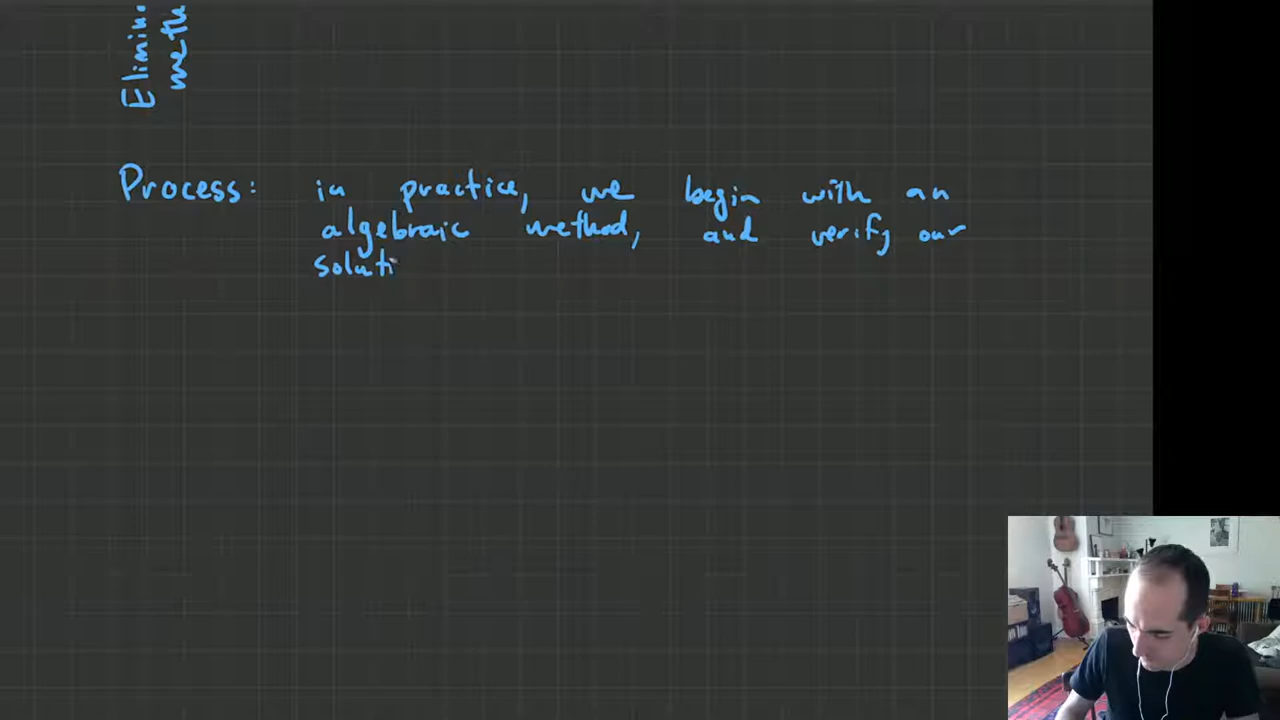 Elimin
meth
Process: in practice, we begin with an
algebraic method, and verify our
soluti